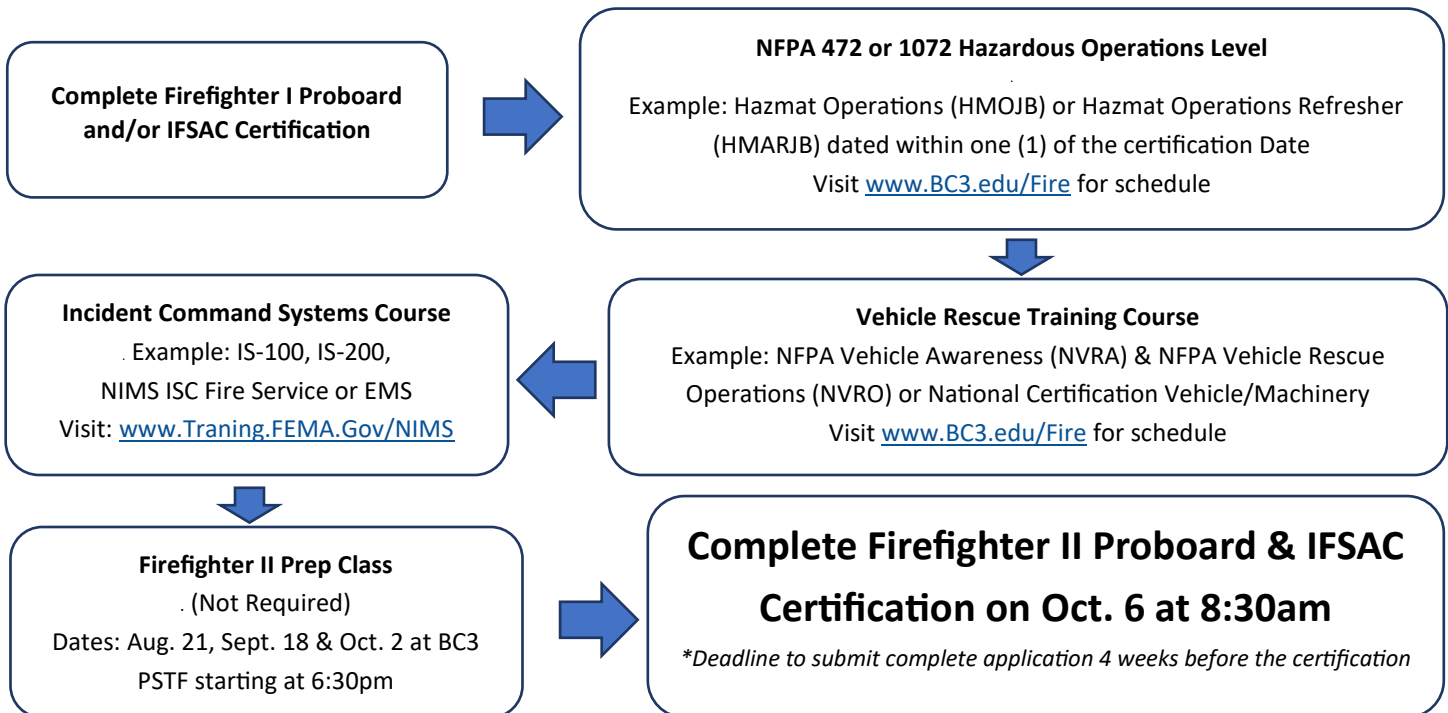 Complete Firefighter I Proboard
and/or IFSAC Certification
NFPA 472 or 1072 Hazardous Operations Level
.
Example: Hazmat Operations (HMOJB) or Hazmat Operations Refresher
(HMARJB) dated within one (1) of the certification Date
Visit www.BC3.edu/Fire for schedule
Vehicle Rescue Training Course
Example: NFPA Vehicle Awareness (NVRA) & NFPA Vehicle Rescue
Operations (NVRO) or National Certification Vehicle/Machinery
Visit www.BC3.edu/Fire for schedule
Incident Command Systems Course
. Example: IS-100, IS-200,
NIMS ISC Fire Service or EMS
Visit: www.Traning.FEMA.Gov/NIMS
Firefighter II Prep Class
. (Not Required)
Dates: Aug. 21, Sept. 18 & Oct. 2 at BC3
PSTF starting at 6:30pm
Complete Firefighter II Proboard & IFSAC
Certification on Oct. 6 at 8:30am
*Deadline to submit complete application 4 weeks before the certification